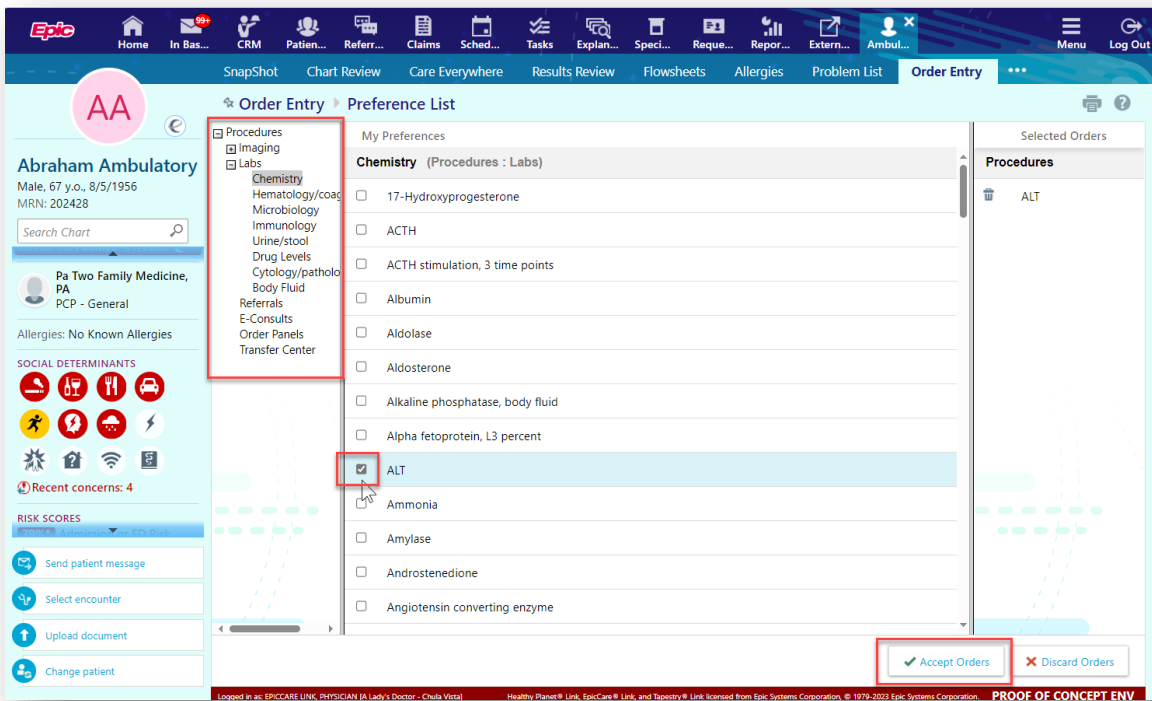 Epic
Home
99+
In Bas...
CRM
Patien...
Referr...
Claims
Sched...
Tasks
Explan...
Speci...
Reque...
Repor...
Extern...
Ambul...
Menu
Log Out
SnapShot
Chart Review
Care Everywhere
Results Review
Flowsheets
Allergies
Problem List
Order Entry
AA
Abraham Ambulatory
Male, 67 y.o., 8/5/1956
MRN: 202428
Search Chart
Pa Two Family Medicine,
PA
PCP - General
Allergies: No Known Allergies
SOCIAL DETERMINANTS
Recent concerns: 4
RISK SCORES
Admission or ED Risk
Send patient message
Select encounter
Upload document
Change patient
Order Entry
Preference List
Procedures
Imaging
Labs
Chemistry
Hematology/coag
Microbiology
Immunology
Urine/stool
Drug Levels
Cytology/patholo
Body Fluid
Referrals
E-Consults
Order Panels
Transfer Center
My Preferences
Chemistry (Procedures : Labs)
17-Hydroxyprogesterone
ACTH
ACTH stimulation, 3 time points
Albumin
Aldolase
Aldosterone
Alkaline phosphatase, body fluid
Alpha fetoprotein, L3 percent
ALT
Ammonia
Amylase
Androstenedione
Angiotensin converting enzyme
Selected Orders
Procedures
ALT
Accept Orders
Discard Orders
Logged in as: EPICCARE LINK, PHYSICIAN [A Lady's Doctor - Chula Vista]
Healthy Planet® Link, EpicCare® Link, and Tapestry® Link licensed from Epic Systems Corporation, © 1979-2023 Epic Systems Corporation.
PROOF OF CONCEPT ENV